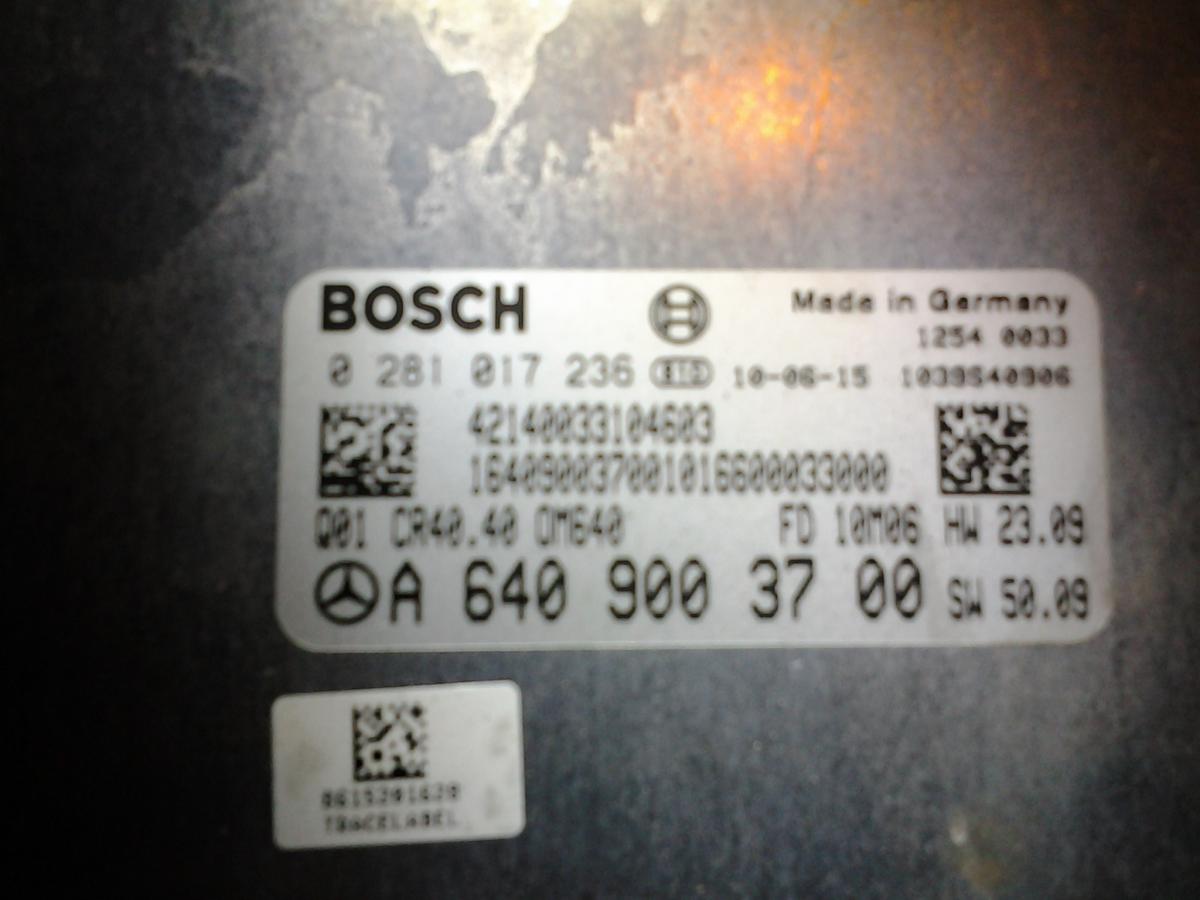 BOSCH
Made in Germany
1254 0033
0 281 017 236
10-06-15 1039S40906
42140033104603
164090037001016600033000
Q01 CR40.40 OM640 FD 10M06 HW 23.09
A 640 900 37 00 SW 50.09
TRACELABEL